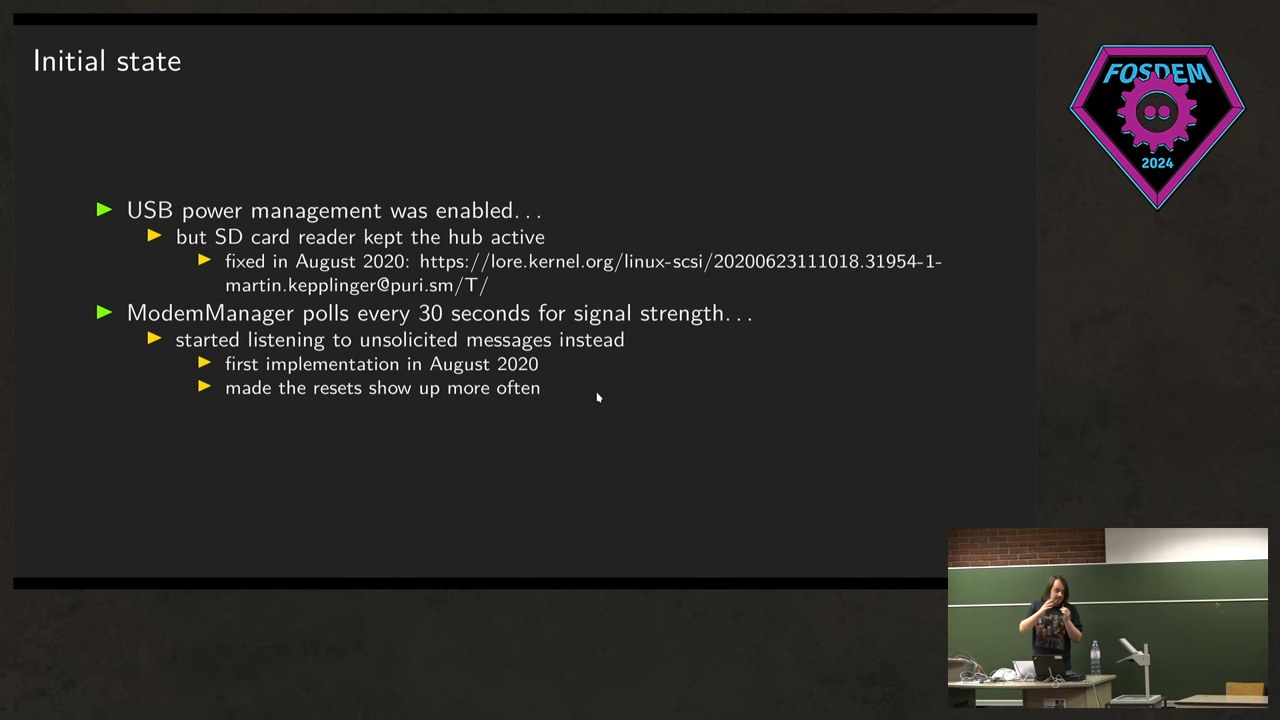 Initial state
FOSDEM
2024
USB power management was enabled...
but SD card reader kept the hub active
fixed in August 2020: https://lore.kernel.org/linux-scsi/20200623111018.31954-1-
martin.kepplinger@puri.sm/T/
ModemManager polls every 30 seconds for signal strength...
started listening to unsolicited messages instead
first implementation in August 2020
made the resets show up more often